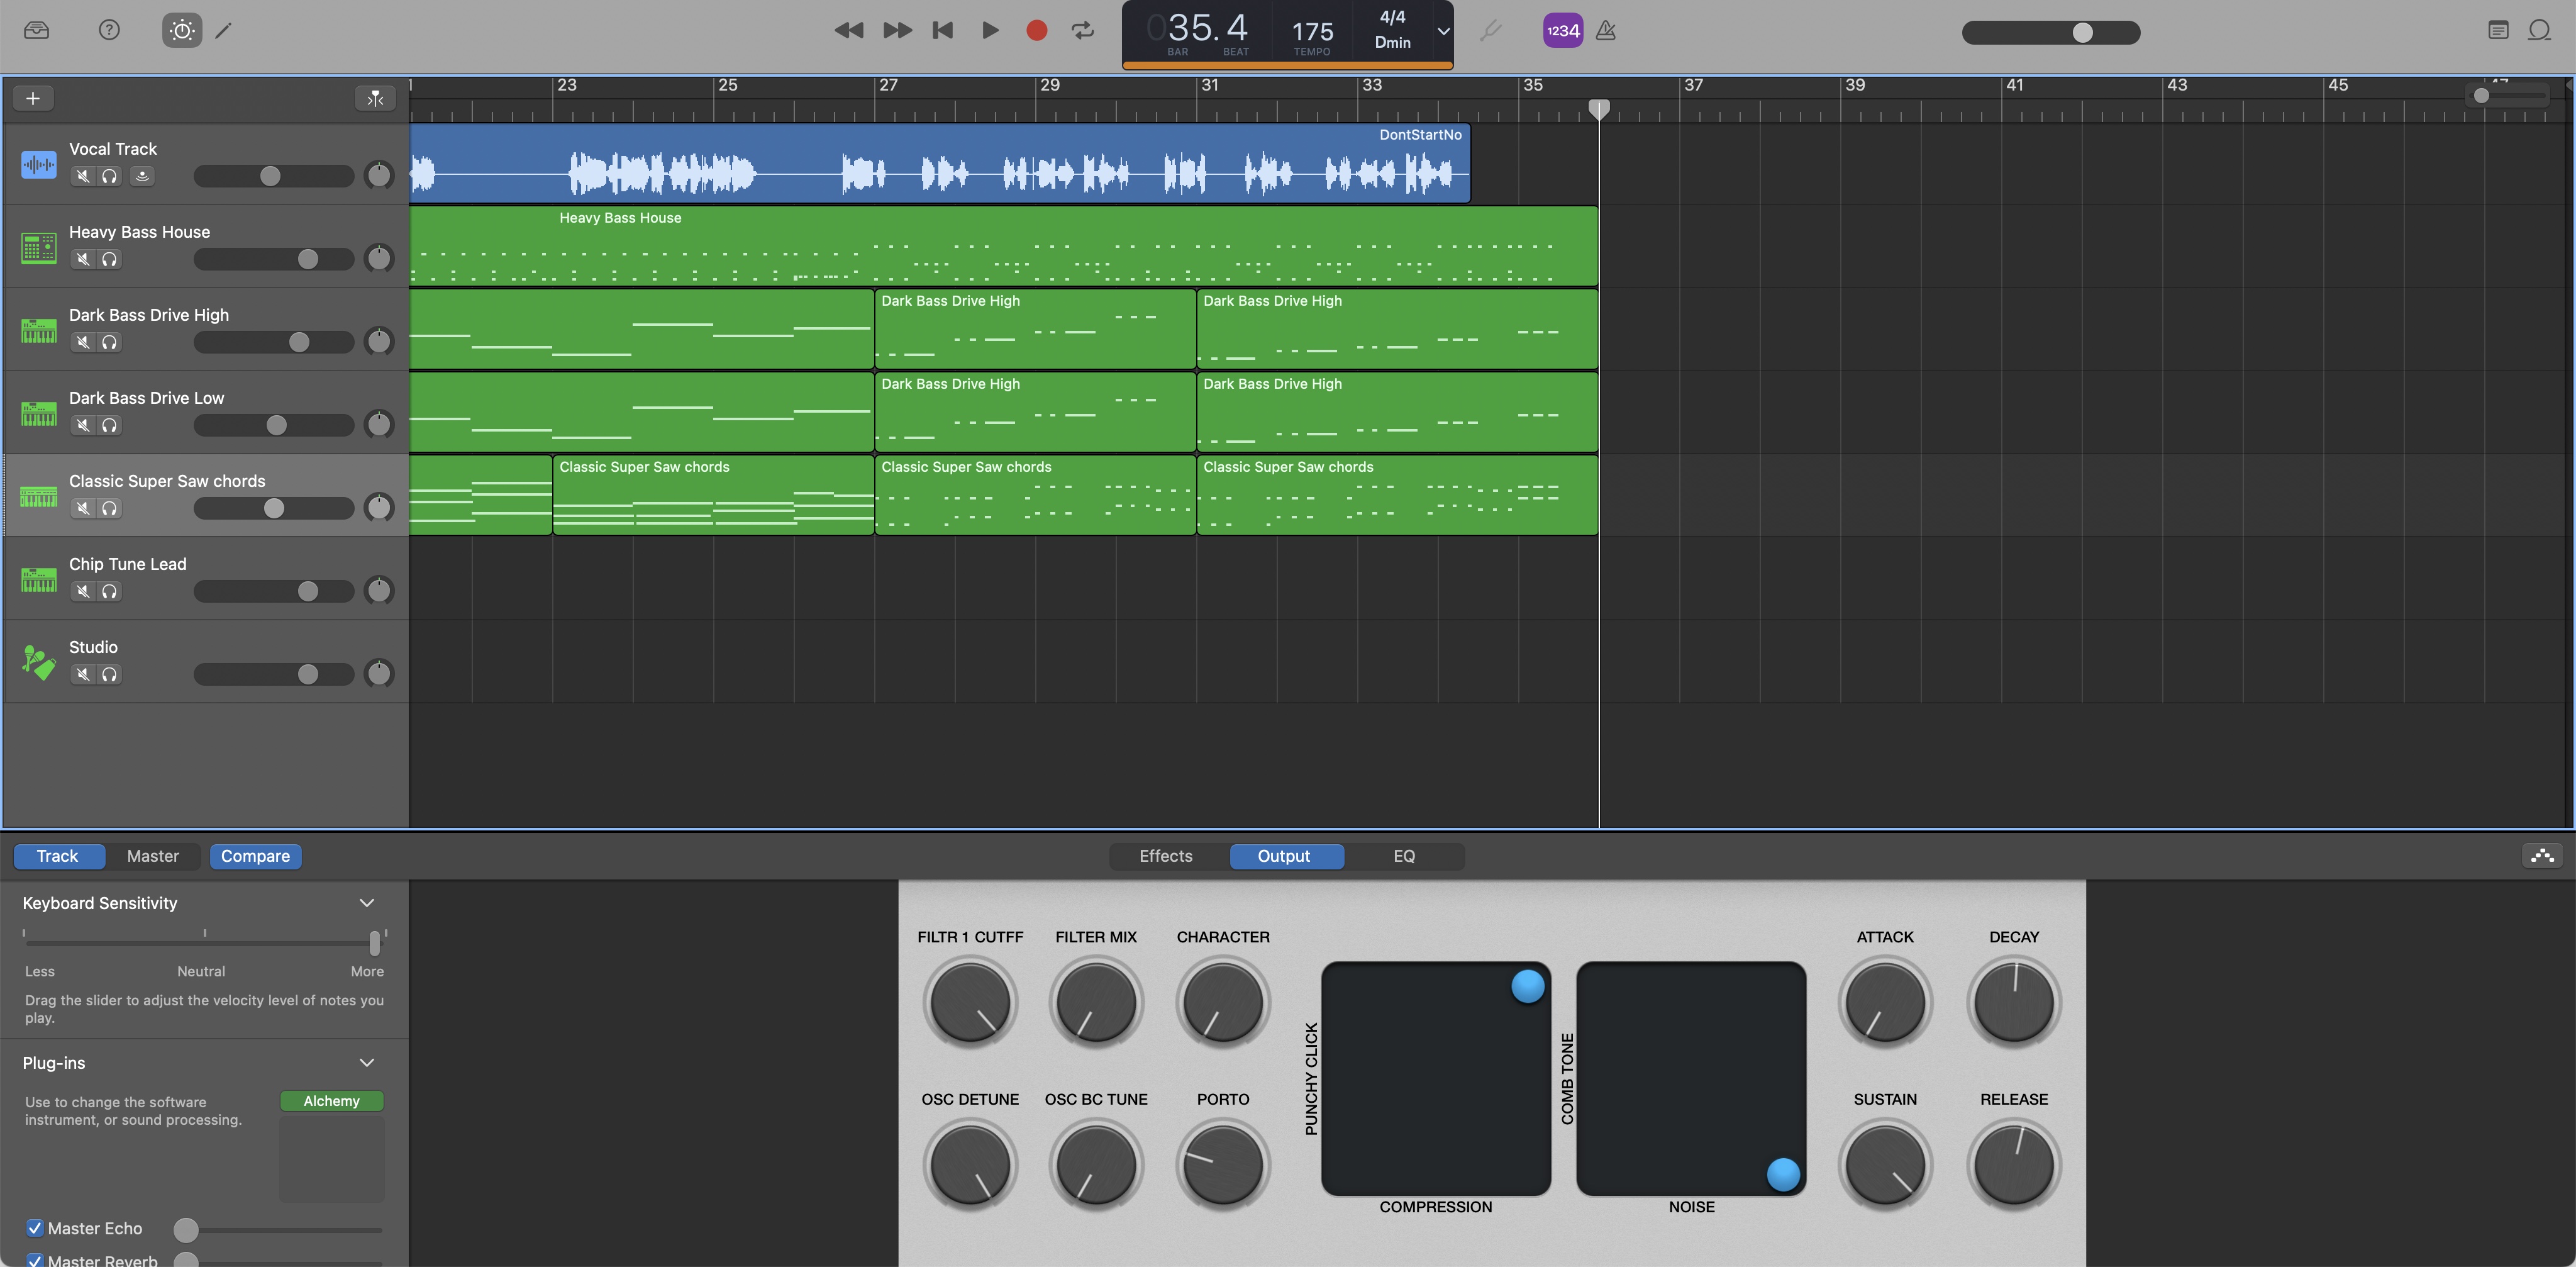 035.4
BAR BEAT
175
TEMPO
4/4
Dmin
1234
23 25 27 29 31 33 35 37 39 41 43 45
Vocal Track
DontStartNo
Heavy Bass House
Heavy Bass House
Dark Bass Drive High
Dark Bass Drive High
Dark Bass Drive High
Dark Bass Drive Low
Dark Bass Drive High
Dark Bass Drive High
Classic Super Saw chords
Classic Super Saw chords
Classic Super Saw chords
Classic Super Saw chords
Chip Tune Lead
Studio
Track Master Compare
Effects Output EQ
Keyboard Sensitivity
Less Neutral More
Drag the slider to adjust the velocity level of notes you
play.
Plug-ins
Use to change the software
instrument, or sound processing.
Alchemy
Master Echo
Master Reverb
FILTR 1 CUTFF FILTER MIX CHARACTER
OSC DETUNE OSC BC TUNE PORTO
PUNCHY CLICK
COMPRESSION
COMB TONE
NOISE
ATTACK DECAY
SUSTAIN RELEASE